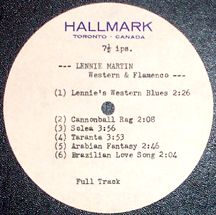 HALLMARK
TORONTO - CANADA
7½ ips.
--- LENNIE MARTIN
Western & Flamenco ---
(1) Lennie's Western Blues 2:26
(2) Cannonball Rag 2:08
(3) Solea 3:56
(4) Taranta 3:53
(5) Arabian Fantasy 2:46
(6) Brazilian Love Song 2:04
Full Track